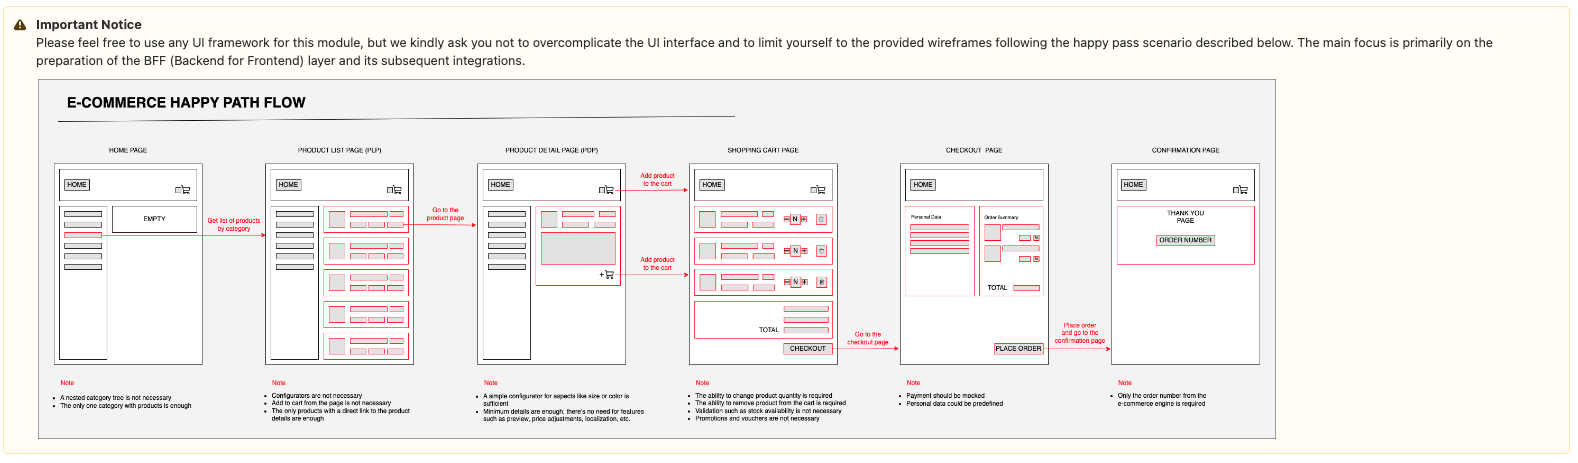 Important Notice
Please feel free to use any UI framework for this module, but we kindly ask you not to overcomplicate the UI interface and to limit yourself to the provided wireframes following the happy pass scenario described below. The main focus is primarily on the
preparation of the BFF (Backend for Frontend) layer and its subsequent integrations.
E-COMMERCE HAPPY PATH FLOW
HOME PAGE
HOME
EMPTY
Get list of products
by category
Note
A nested category tree is not necessary
The only one category with products is enough
PRODUCT LIST PAGE (PLP)
HOME
Go to the
product page
Note
Configurators are not necessary
Add to cart from the page is not necessary
The only products with a direct link to the product
details are enough
PRODUCT DETAIL PAGE (PDP)
HOME
+
Add product
to the cart
Add product
to the cart
Note
A simple configurator for aspects like size or color is
sufficient
Minimum details are enough, there's no need for features
such as preview, price adjustments, localization, etc.
SHOPPING CART PAGE
HOME
N
N
N
TOTAL
CHECKOUT
Go to the
checkout page
Note
The ability to change product quantity is required
The ability to remove product from the cart is required
Validation such as stock availability is not necessary
Promotions and vouchers are not necessary
CHECKOUT PAGE
HOME
Personal Data
Order Summary
N
N
TOTAL
PLACE ORDER
Place order
and go to the
confirmation page
Note
Payment should be mocked
Personal data could be predefined
CONFIRMATION PAGE
HOME
THANK YOU
PAGE
ORDER NUMBER
Note
Only the order number from the
e-commerce engine is required